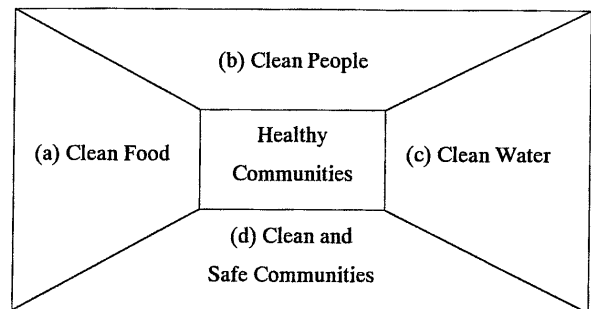 (b) Clean People
(a) Clean Food
Healthy
Communities
(c) Clean Water
(d) Clean and
Safe Communities